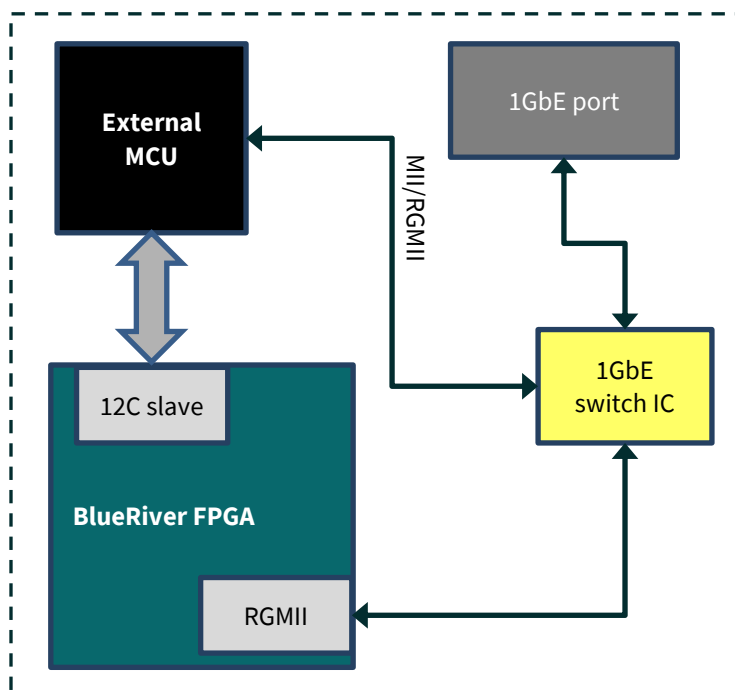 External
MCU
1GbE port
MII/RGMII
1GbE
switch IC
12C slave
BlueRiver FPGA
RGMII